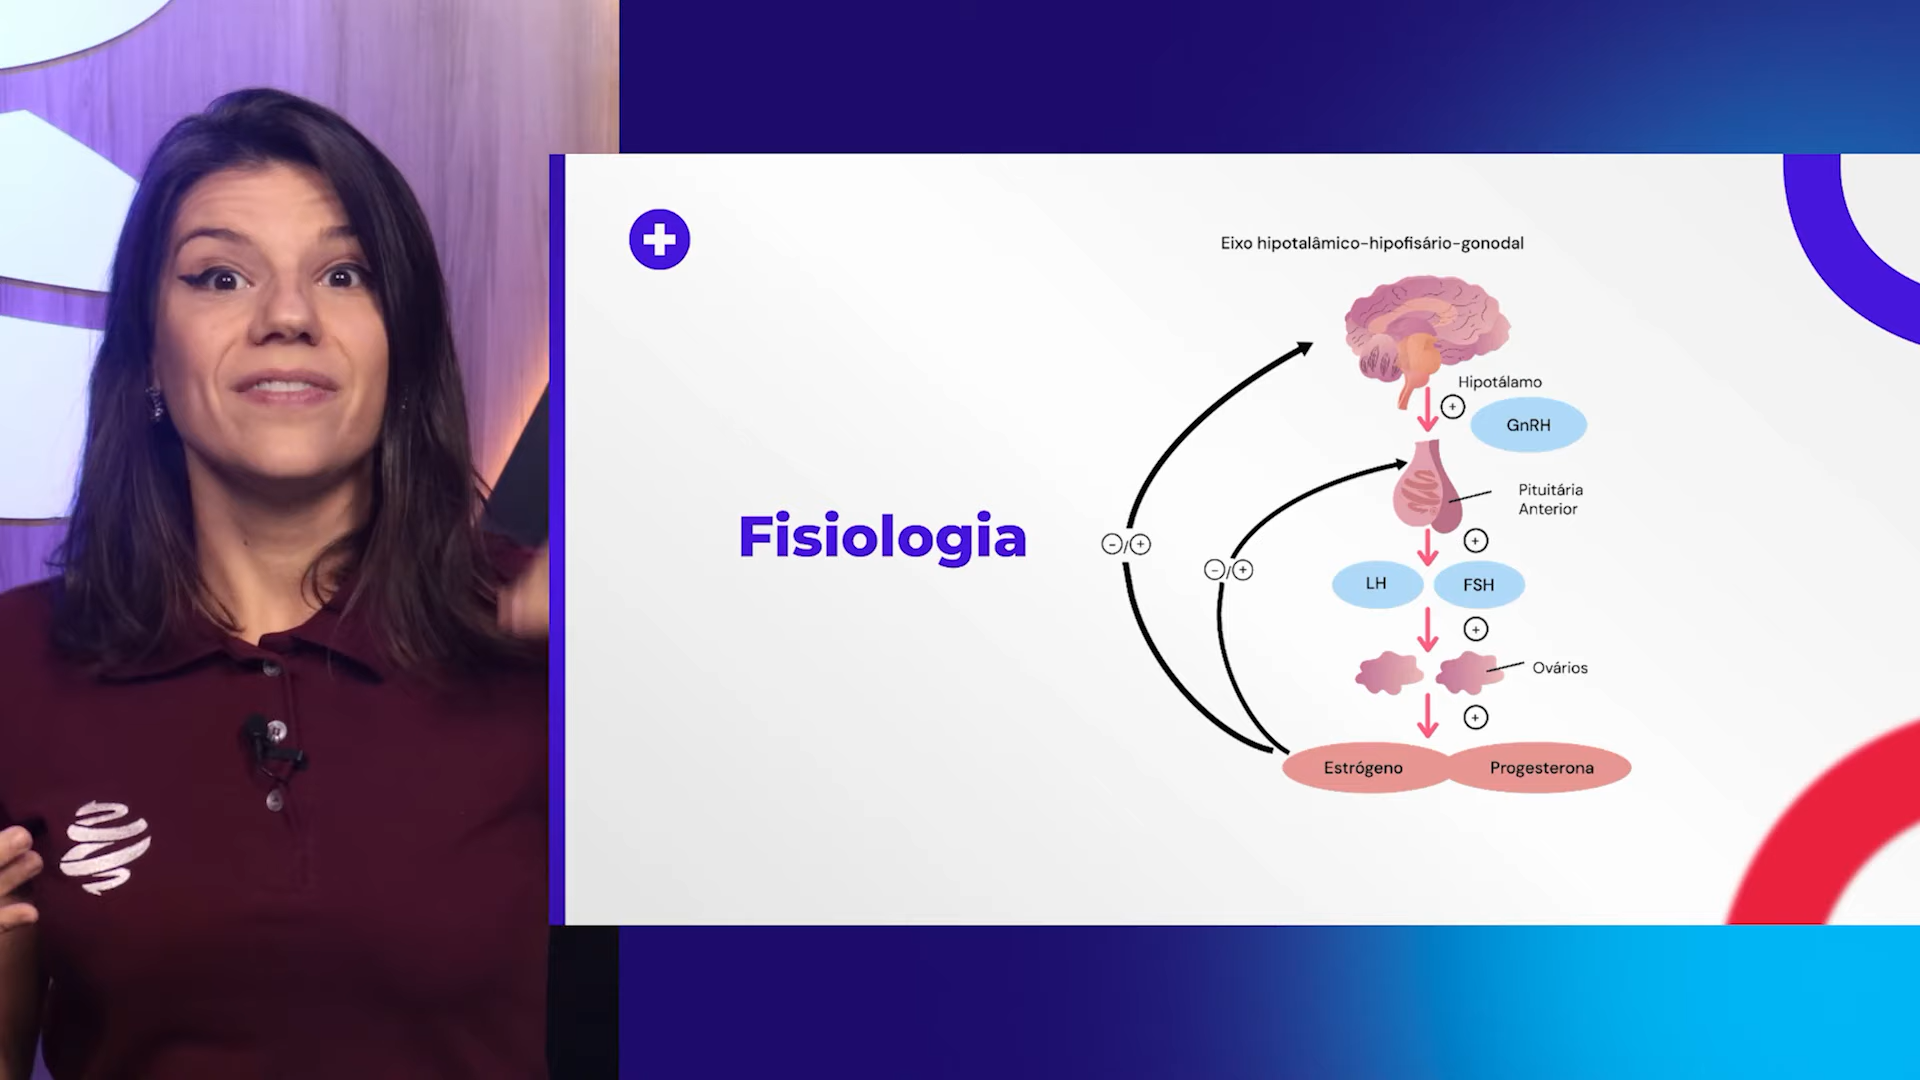 Eixo hipotalâmico-hipofisário-gonodal
Hipotálamo
+
GnRH
Pituitária
Anterior
Fisiologia
+
-/+
-/+
LH
FSH
+
Ovários
+
Estrógeno
Progesterona